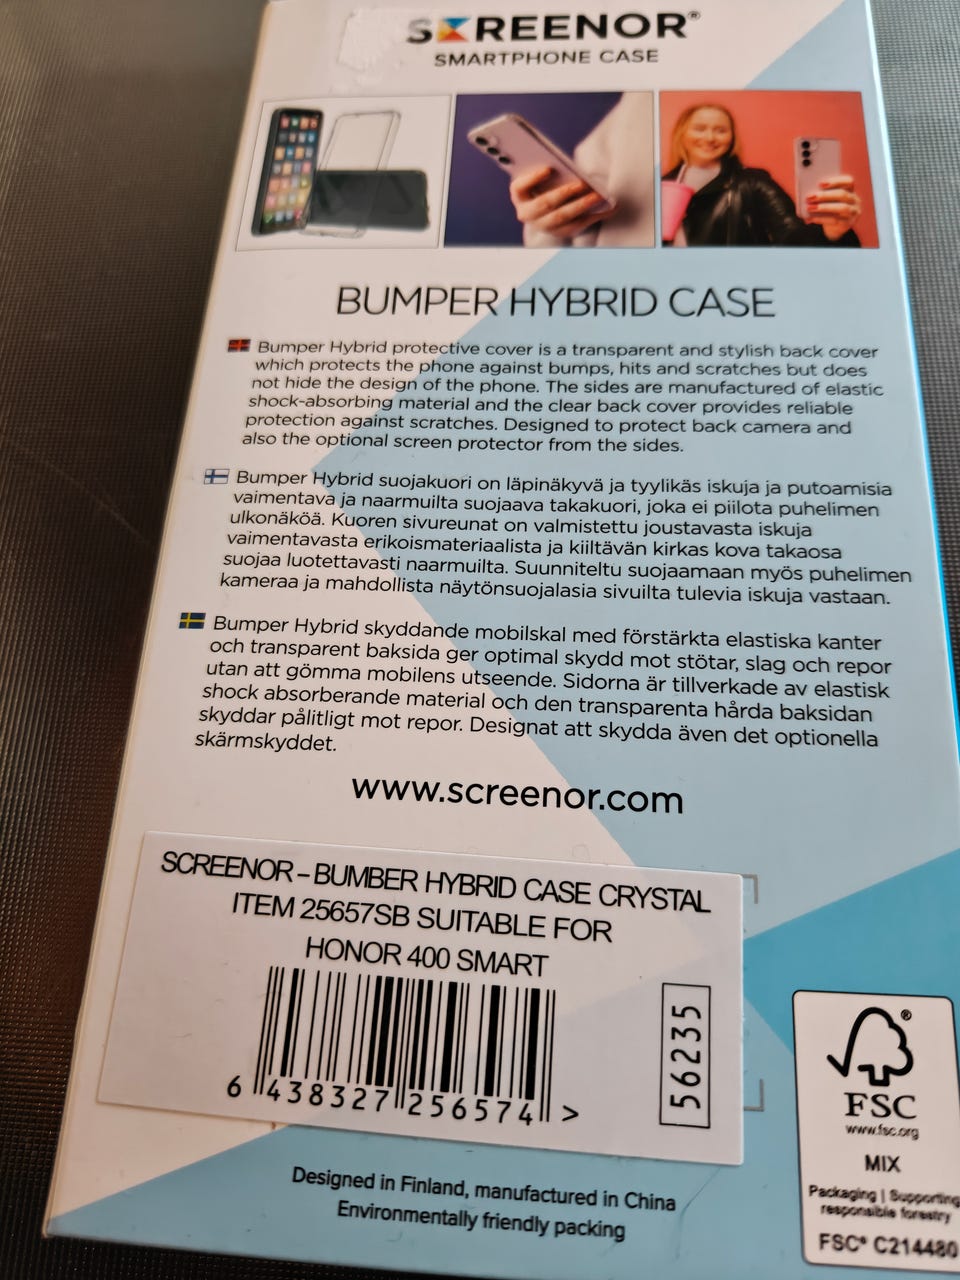 SCREENOR®
SMARTPHONE CASE
BUMPER HYBRID CASE
Bumper Hybrid protective cover is a transparent and stylish back cover
which protects the phone against bumps, hits and scratches but does
not hide the design of the phone. The sides are manufactured of elastic
shock-absorbing material and the clear back cover provides reliable
protection against scratches. Designed to protect back camera and
also the optional screen protector from the sides.
Bumper Hybrid suojakuori on läpinäkyvä ja tyylikäs iskuja ja putoamisia
vaimentava ja naarmuilta suojaava takakuori, joka ei piilota puhelimen
ulkonäköä. Kuoren sivureunat on valmistettu joustavasta iskuja
vaimentavasta erikoismateriaalista ja kiiltävän kirkas kova takaosa
suojaa luotettavasti naarmuilta. Suunniteltu suojaamaan myös puhelimen
kameraa ja mahdollista näytönsuojalasia sivuilta tulevia iskuja vastaan.
Bumper Hybrid skyddande mobilskal med förstärkta elastiska kanter
och transparent baksida ger optimal skydd mot stötar, slag och repor
utan att gömma mobilens utseende. Sidorna är tillverkade av elastisk
shock absorberande material och den transparenta hårda baksidan
skyddar pålitligt mot repor. Designat att skydda även det optionella
skärmskyddet.
www.screenor.com
SCREENOR – BUMBER HYBRID CASE CRYSTAL
ITEM 25657SB SUITABLE FOR
HONOR 400 SMART
6 438327 256574 >
56235
Designed in Finland, manufactured in China
Environmentally friendly packing
®
FSC
www.fsc.org
MIX
Packaging | Supporting
responsible forestry
FSC® C214480